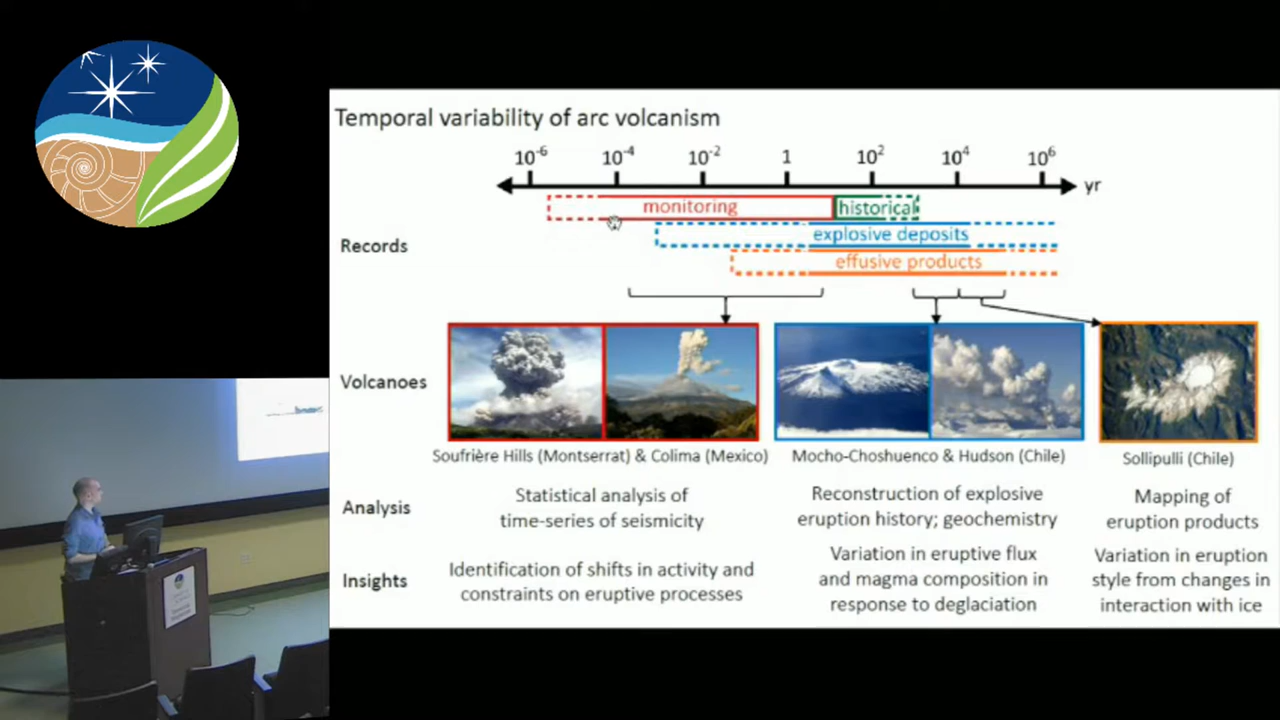 Temporal variability of arc volcanism
10-6 10-4 10-2 1 102 104 106
yr
monitoring historical
explosive deposits
Records
effusive products
Volcanoes
Soufrière Hills (Montserrat) & Colima (Mexico) Mocho-Choshuenco & Hudson (Chile) Sollipulli (Chile)
Analysis
Statistical analysis of
time-series of seismicity
Reconstruction of explosive
eruption history; geochemistry
Mapping of
eruption products
Insights
Identification of shifts in activity and
constraints on eruptive processes
Variation in eruptive flux
and magma composition in
response to deglaciation
Variation in eruption
style from changes in
interaction with ice